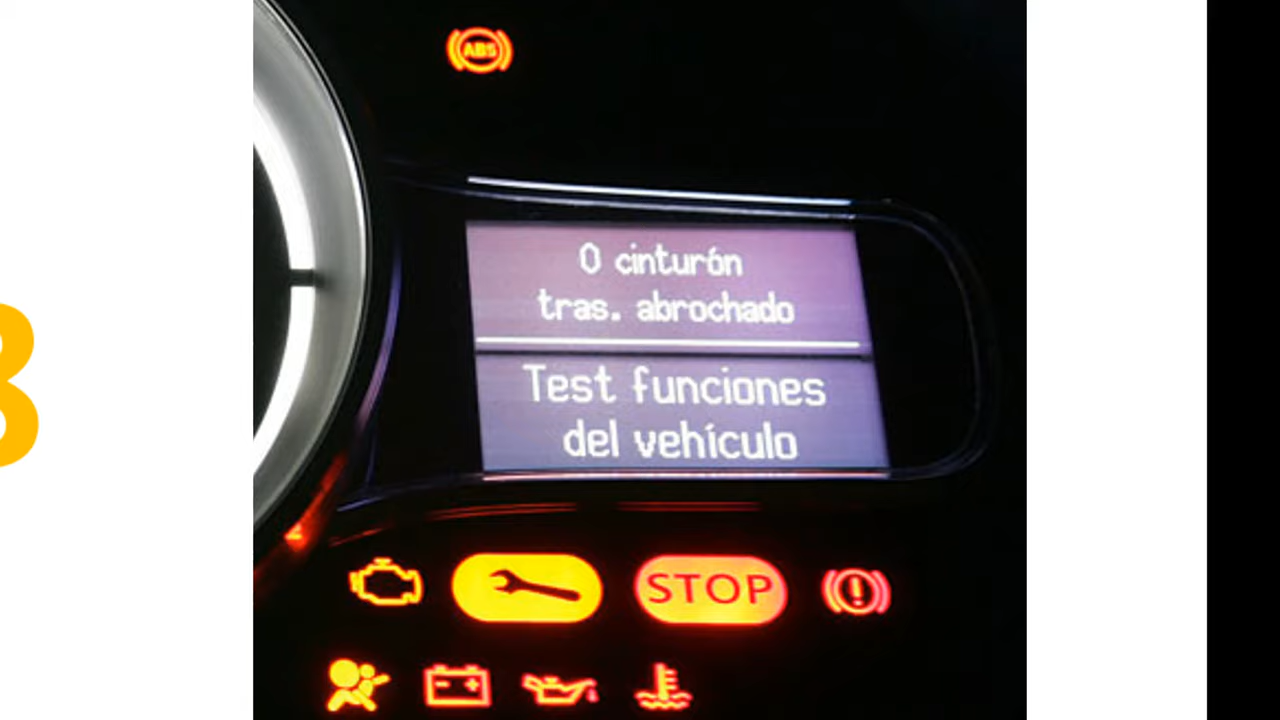 ABS
0 cinturón
tras. abrochado
Test funciones
del vehículo
STOP